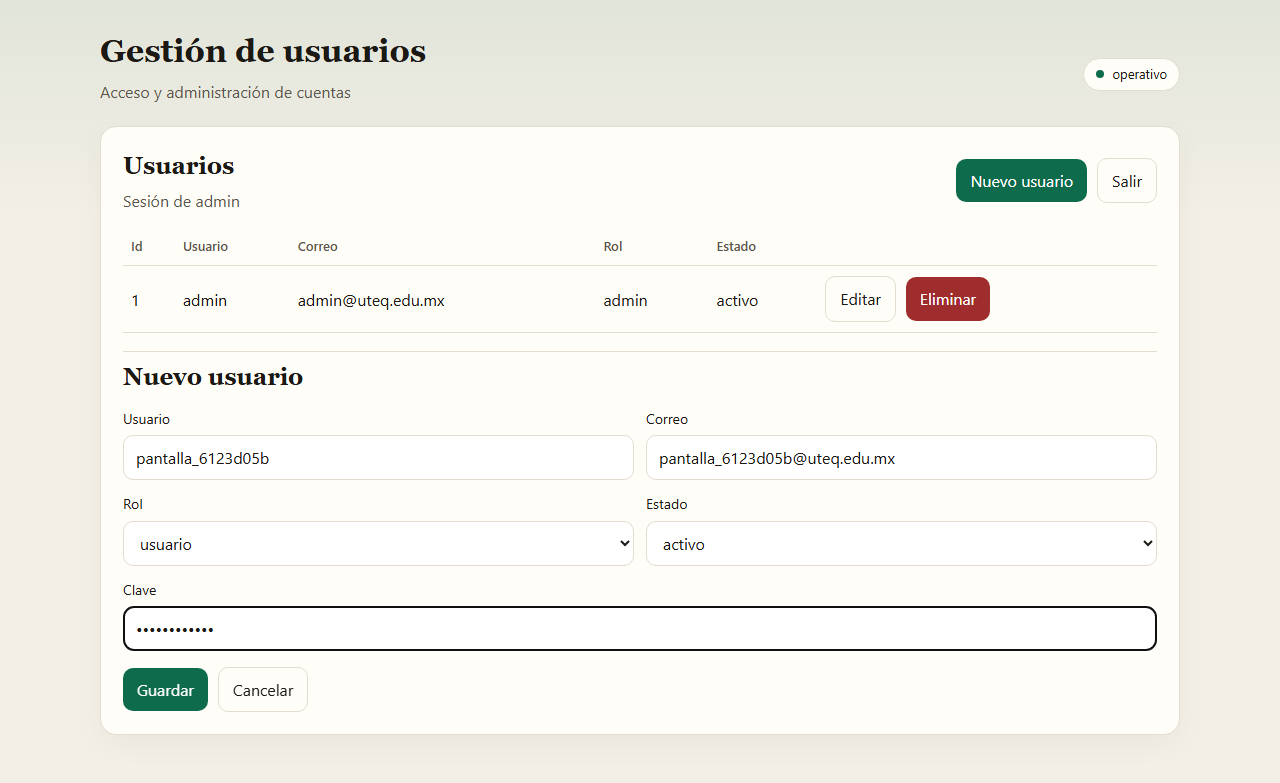 Gestión de usuarios
Acceso y administración de cuentas
operativo
Usuarios
Sesión de admin
Nuevo usuario Salir
Id Usuario Correo Rol Estado
1 admin admin@uteq.edu.mx admin activo Editar Eliminar
Nuevo usuario
Usuario Correo
pantalla_6123d05b pantalla_6123d05b@uteq.edu.mx
Rol Estado
usuario activo
Clave
••••••••••••
Guardar Cancelar